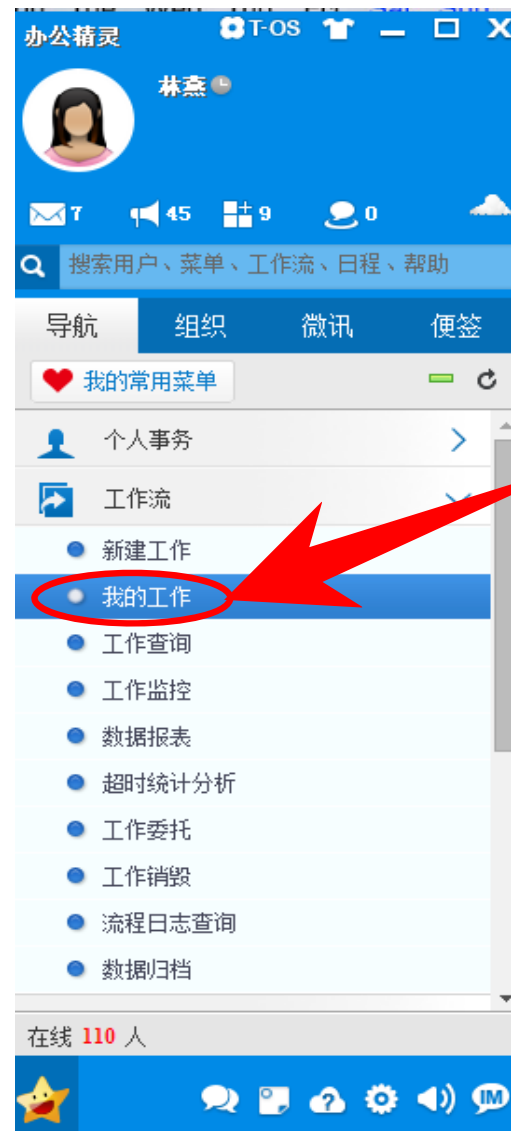 办公精灵 T-OS
林燕
7 45 9 0
搜索用户、菜单、工作流、日程、帮助
导航 组织 微讯 便签
我的常用菜单
个人事务
工作流
新建工作
我的工作
工作查询
工作监控
数据报表
超时统计分析
工作委托
工作销毁
流程日志查询
数据归档
在线 110 人
IM